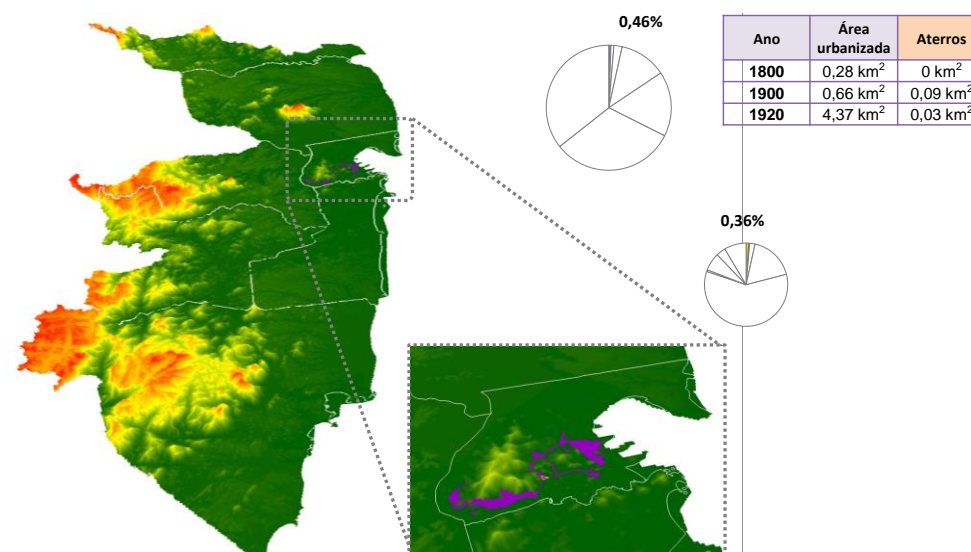 0,46%
Ano Área urbanizada Aterros
1800 0,28 km² 0 km²
1900 0,66 km² 0,09 km²
1920 4,37 km² 0,03 km²
0,36%